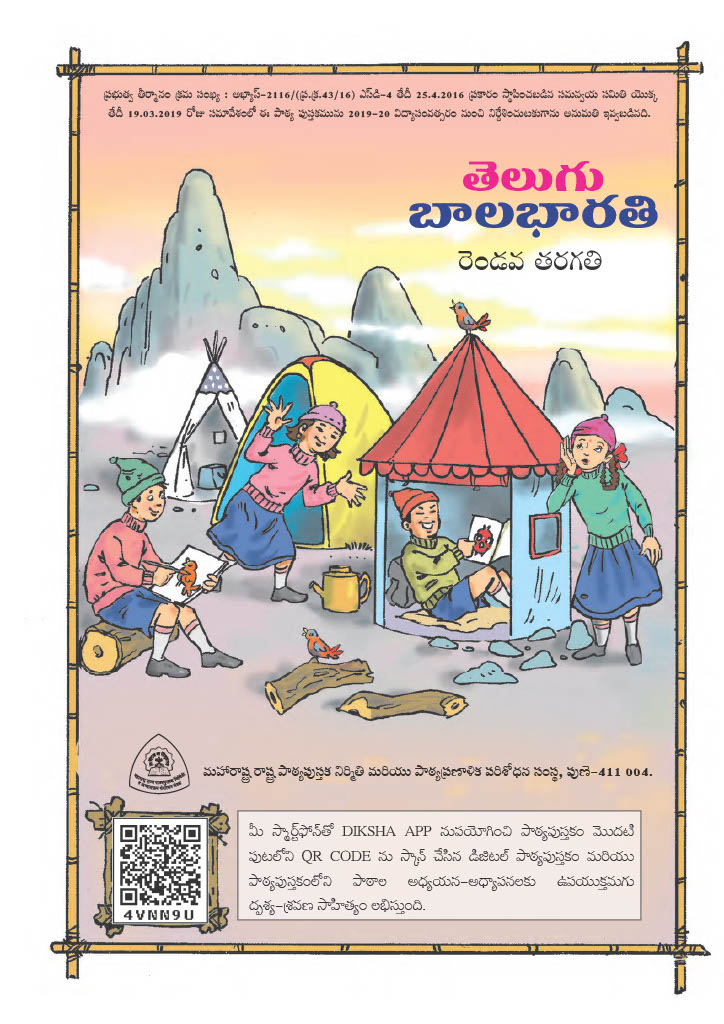 ప్రభుత్వ తీర్మానం క్రమ సంఖ్య : అభ్యాస-2116/(ప్ర.క్ర.43/16) ఎస్‌డి-4 తేదీ 25.4.2016 ప్రకారం స్థాపించబడిన సమన్వయ సమితి యొక్క
తేదీ 19.03.2019 రోజు సమావేశంలో ఈ పాఠ్య పుస్తకమును 2019-20 విద్యాసంవత్సరం నుంచి నిర్దేశించుటకుగాను అనుమతి ఇవ్వబడినది.
తెలుగు
బాలభారతి
రెండవ తరగతి
మహారాష్ట్ర రాష్ట్ర పాఠ్యపుస్తక నిర్మితి మరియు పాఠ్యప్రణాళిక పరిశోధన సంస్థ, పుణె-411 004.
మీ స్మార్ట్‌ఫోన్‌తో DIKSHA APP నుపయోగించి పాఠ్యపుస్తకం మొదటి
పుటలోని QR CODE ను స్కాన్ చేసిన డిజిటల్ పాఠ్యపుస్తకం మరియు
పాఠ్యపుస్తకంలోని పాఠాల అధ్యయన-అధ్యాపనలకు ఉపయుక్తమగు
దృశ్య-శ్రవణ సాహిత్యం లభిస్తుంది.
4VNN9U